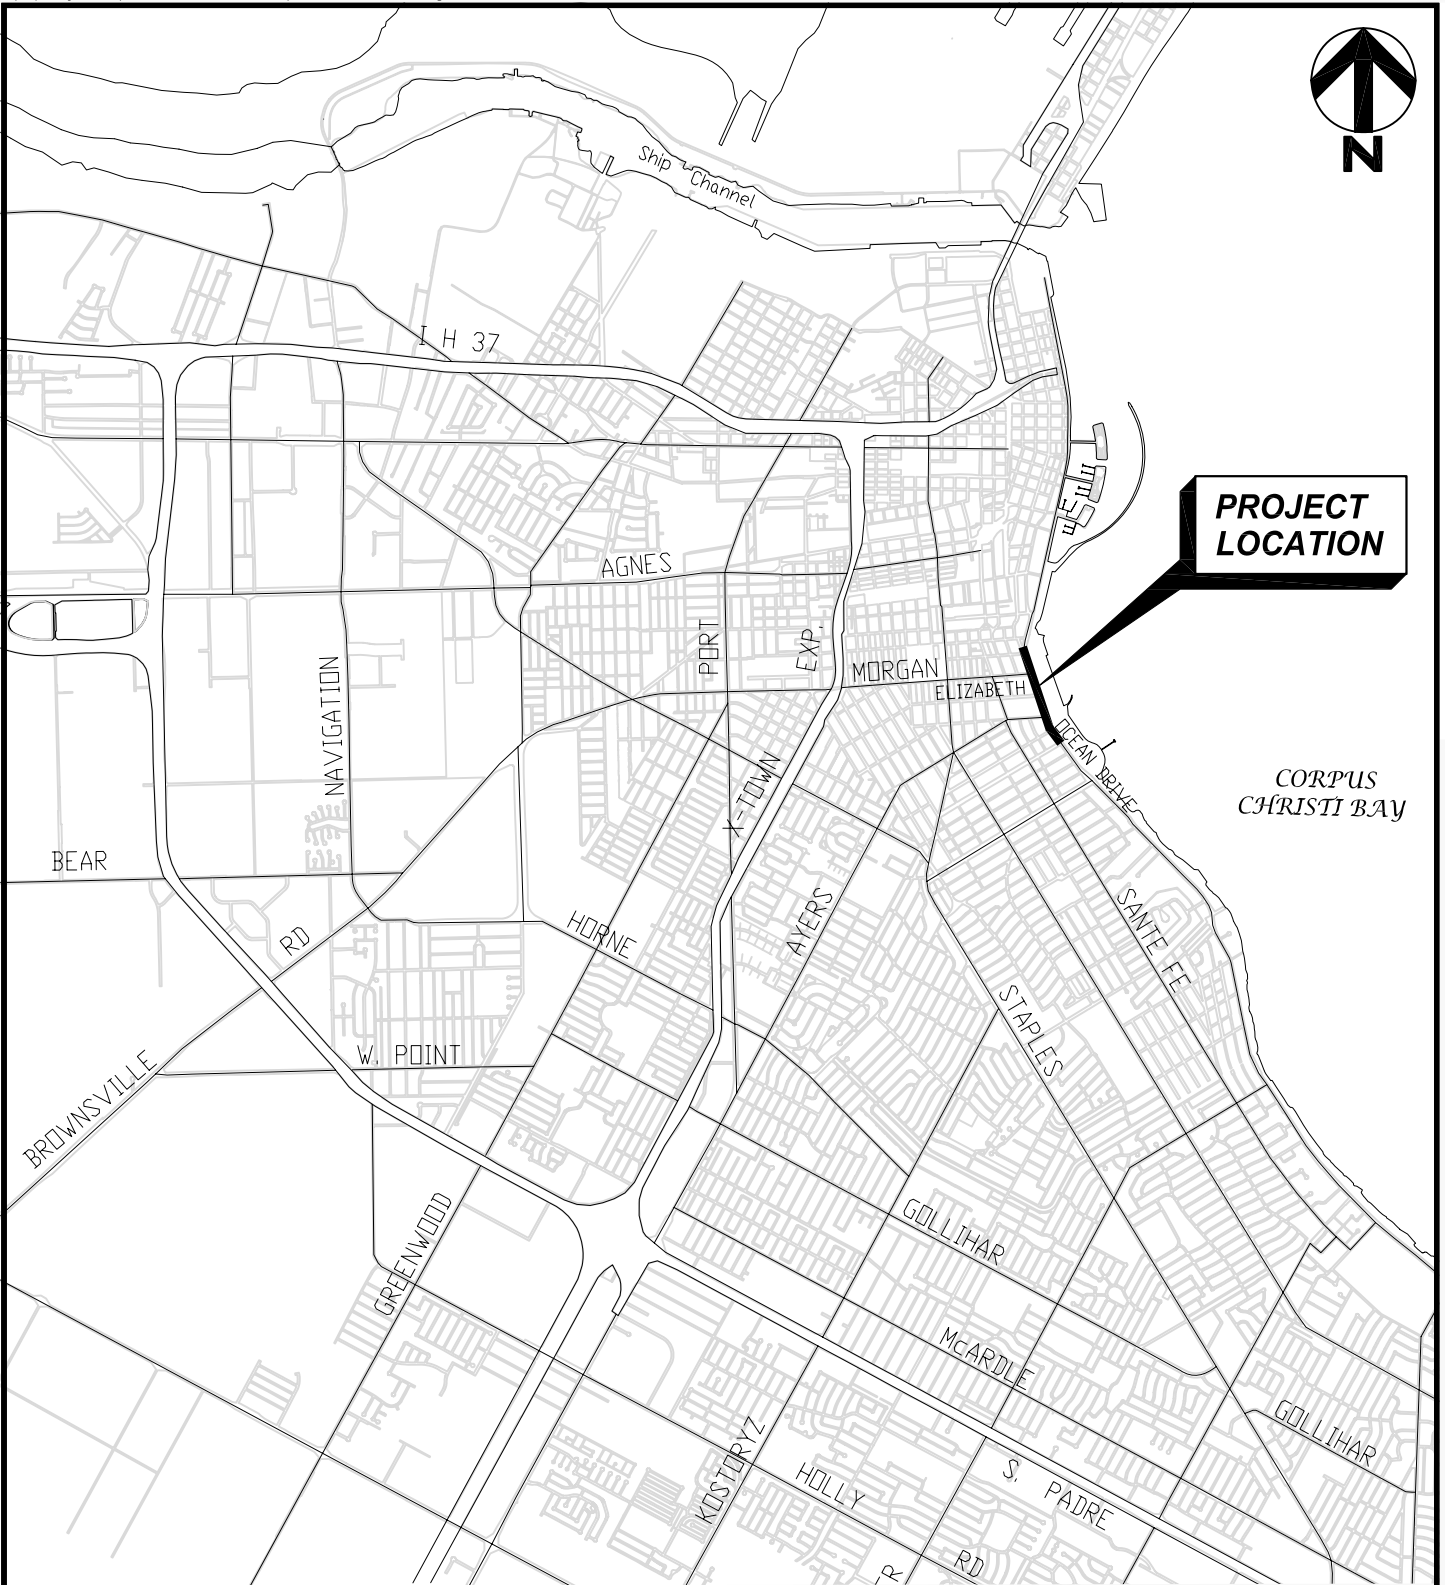 N
Ship Channel
I H 37
PROJECT
LOCATION
AGNES
PORT
EXP.
MORGAN
ELIZABETH
NAVIGATION
OCEAN DRIVE
CORPUS
CHRISTI BAY
X-TOWN
BEAR
RD
HORNE
AYERS
SANTE FE
STAPLES
W. POINT
BROWNSVILLE
GREENWOOD
GOLLIHAR
McARDLE
GOLLIHAR
KOSTORYZ
HOLLY
RD
S. PADRE